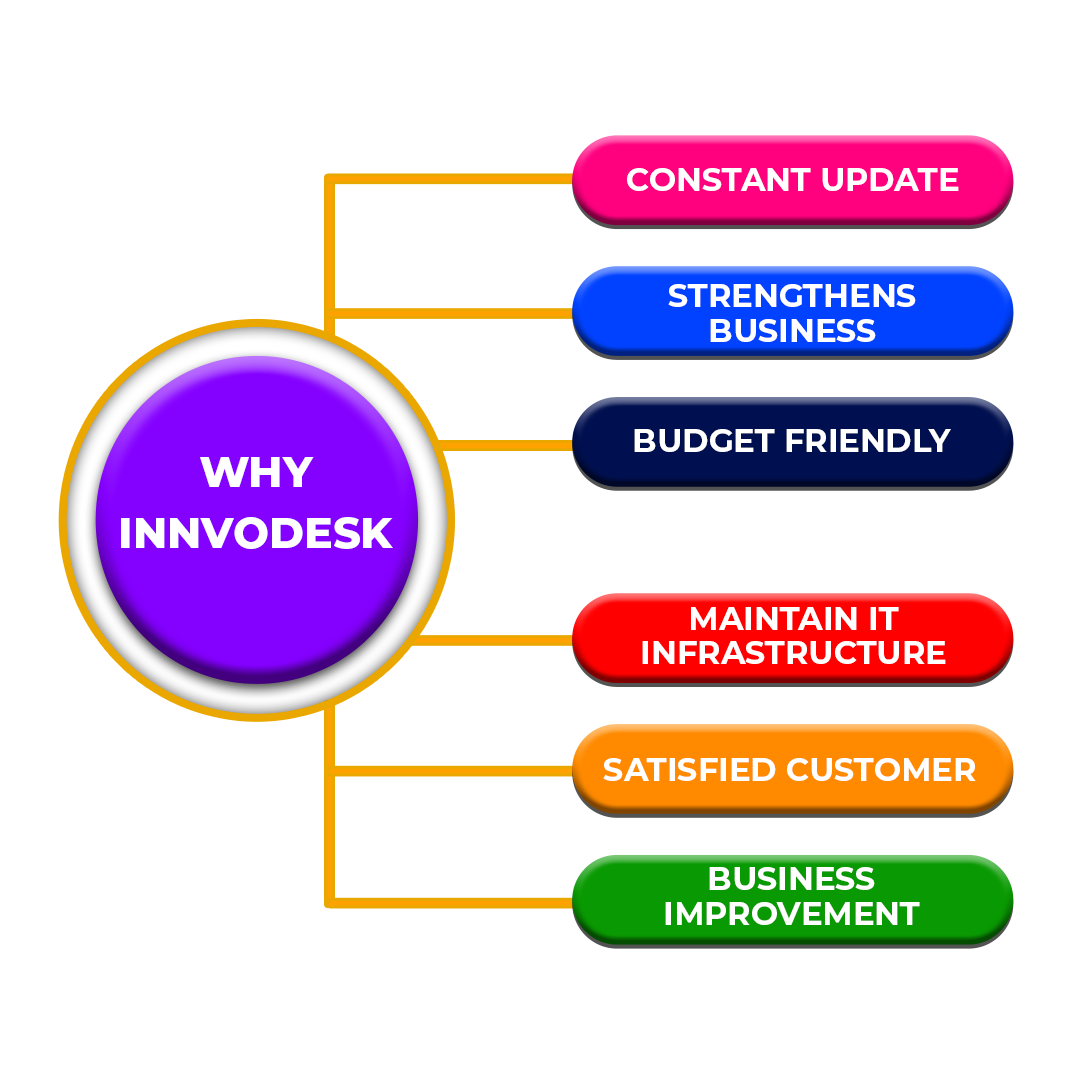 WHY
INNVODESK
CONSTANT UPDATE
STRENGTHENS
BUSINESS
BUDGET FRIENDLY
MAINTAIN IT
INFRASTRUCTURE
SATISFIED CUSTOMER
BUSINESS
IMPROVEMENT